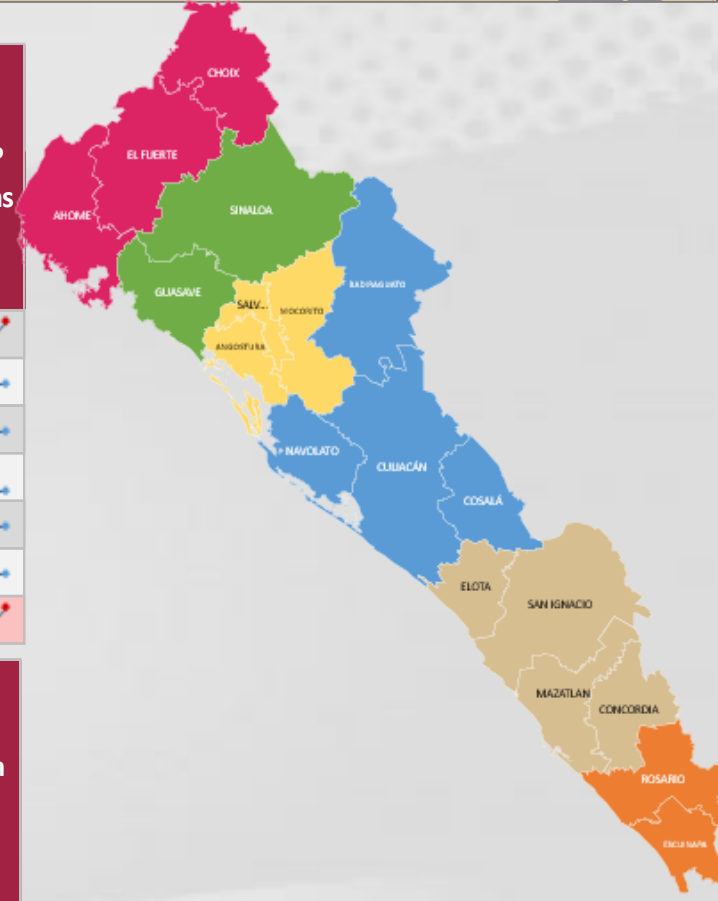 CHOIX
EL FUERTE
AHOME
as
SINALOA
GUASAVE
BADIRAGUATO
SALV...
MOCORITO
ANGOSTURA
NAVOLATO
CULIACÁN
COSALÁ
ELOTA
SAN IGNACIO
MAZATLAN
CONCORDIA
ROSARIO
ESCUINAPA